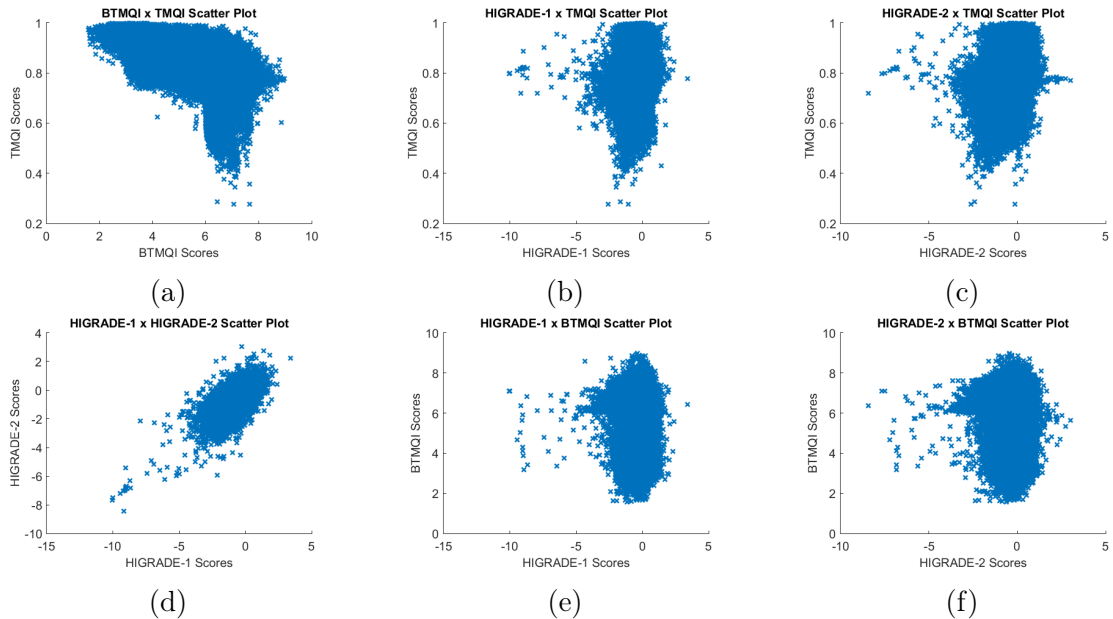 BTMQI x TMQI Scatter Plot
1
0.8
0.6
0.4
0.2
TMQI Scores
0
2
4
6
8
10
BTMQI Scores
(a)
HIGRADE-1 x TMQI Scatter Plot
1
0.8
0.6
0.4
0.2
TMQI Scores
-15
-10
-5
0
5
HIGRADE-1 Scores
(b)
HIGRADE-2 x TMQI Scatter Plot
1
0.8
0.6
0.4
0.2
TMQI Scores
-10
-5
0
5
HIGRADE-2 Scores
(c)
HIGRADE-1 x HIGRADE-2 Scatter Plot
4
2
0
-2
-4
-6
-8
-10
HIGRADE-2 Scores
-15
-10
-5
0
5
HIGRADE-1 Scores
(d)
HIGRADE-1 x BTMQI Scatter Plot
10
8
6
4
2
0
BTMQI Scores
-15
-10
-5
0
5
HIGRADE-1 Scores
(e)
HIGRADE-2 x BTMQI Scatter Plot
10
8
6
4
2
0
BTMQI Scores
-10
-5
0
5
HIGRADE-2 Scores
(f)